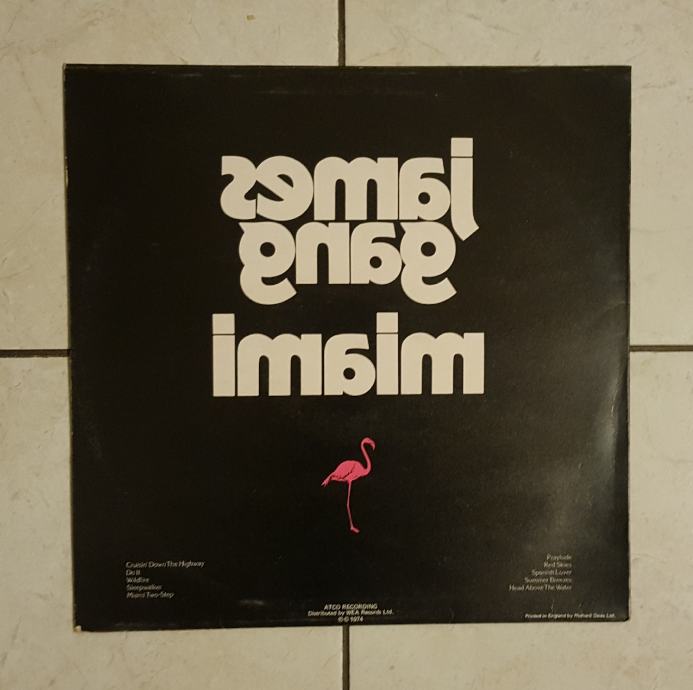 james
gang
miami
Cruisin' Down The Highway
Do It
Wildfire
Sleepwalker
Miami Two-Step
Praylude
Red Skies
Spanish Lover
Summer Breezes
Head Above The Water
ATCO RECORDING
Distributed by WEA Records Ltd.
℗ © 1974
Printed in England by Robert Stace Ltd.